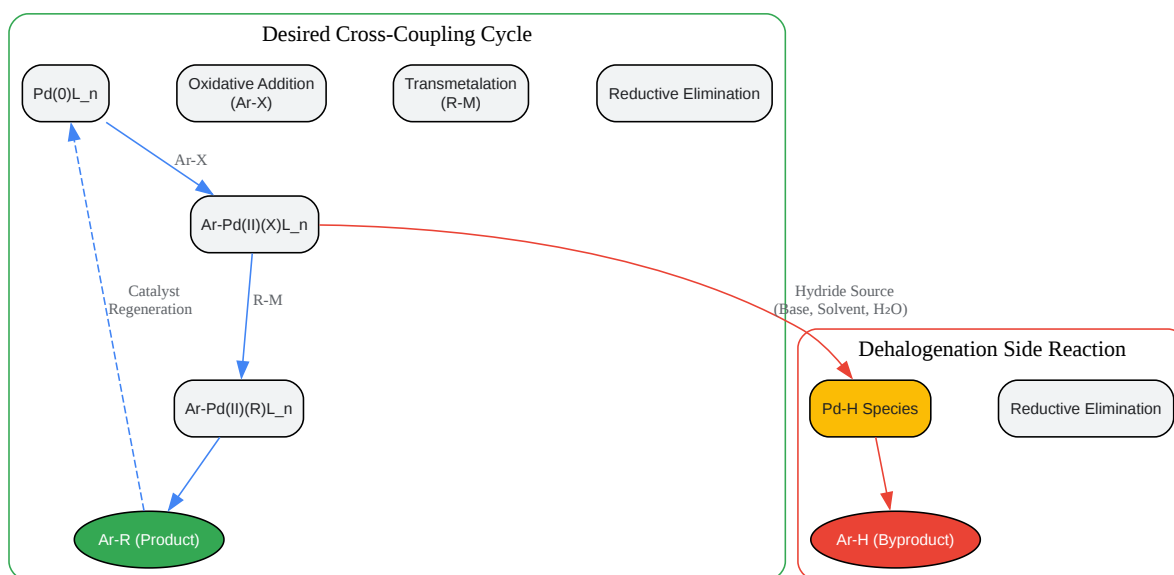 Desired Cross-Coupling Cycle
Pd(0)L_n
Oxidative Addition
(Ar-X)
Transmetalation
(R-M)
Reductive Elimination
Ar-X
Ar-Pd(II)(X)L_n
Catalyst
Regeneration
R-M
Hydride Source
(Base, Solvent, H₂O)
Dehalogenation Side Reaction
Ar-Pd(II)(R)L_n
Pd-H Species
Reductive Elimination
Ar-R (Product)
Ar-H (Byproduct)